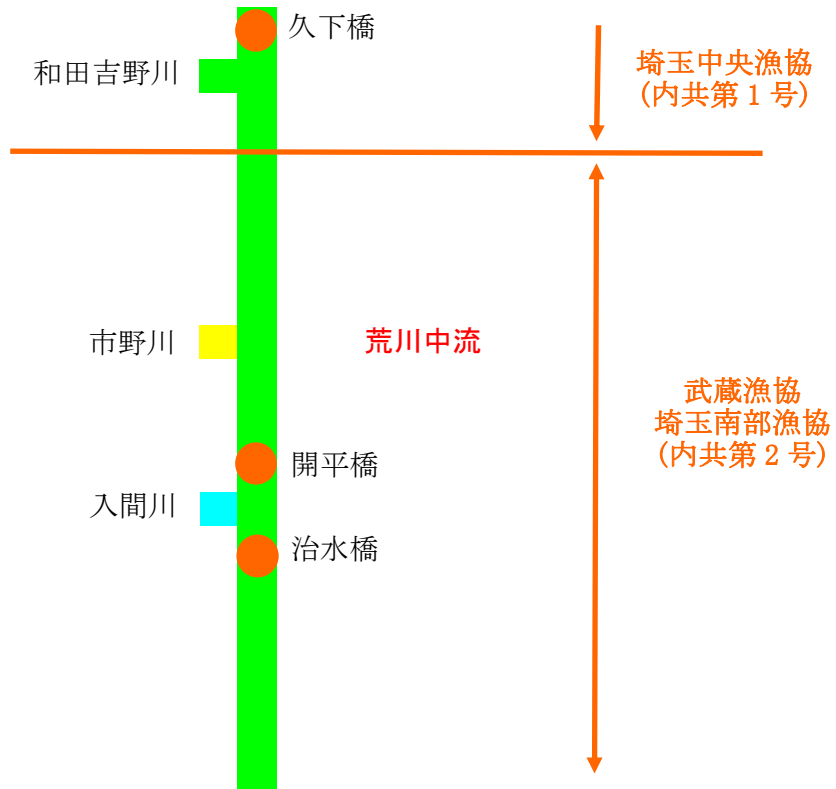 久下橋
和田吉野川
埼玉中央漁協
(内共第 1 号)
市野川
荒川中流
武蔵漁協
埼玉南部漁協
(内共第 2 号)
開平橋
入間川
治水橋